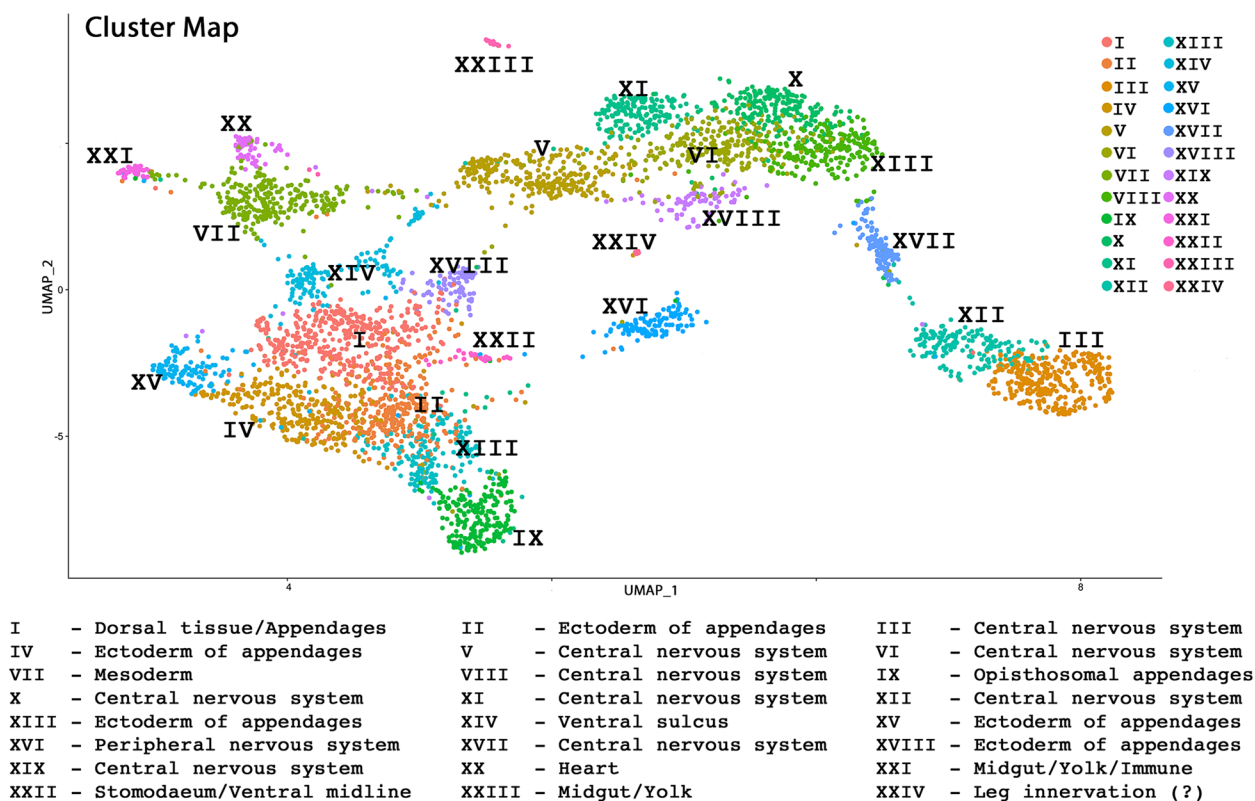 Cluster Map
XXIII
XI
X
XX
V
XXI
VI
XIII
XVIII
VII
XXIV
XVII
XIV
XVIII
XVI
XII
I
XXII
III
XV
II
IV
XIII
IX
I XIII
II XIV
III XV
IV XVI
V XVII
VI XVIII
VII XIX
VIII XX
IX XXI
X XXII
XI XXIII
XII XXIV
UMAP_2
0
-5
4
8
UMAP_1
I - Dorsal tissue/Appendages II - Ectoderm of appendages III - Central nervous system
IV - Ectoderm of appendages V - Central nervous system VI - Central nervous system
VII - Mesoderm VIII - Central nervous system IX - Opisthosomal appendages
X - Central nervous system XI - Central nervous system XII - Central nervous system
XIII - Ectoderm of appendages XIV - Ventral sulcus XV - Ectoderm of appendages
XVI - Peripheral nervous system XVII - Central nervous system XVIII - Ectoderm of appendages
XIX - Central nervous system XX - Heart XXI - Midgut/Yolk/Immune
XXII - Stomodaeum/Ventral midline XXIII - Midgut/Yolk XXIV - Leg innervation (?)